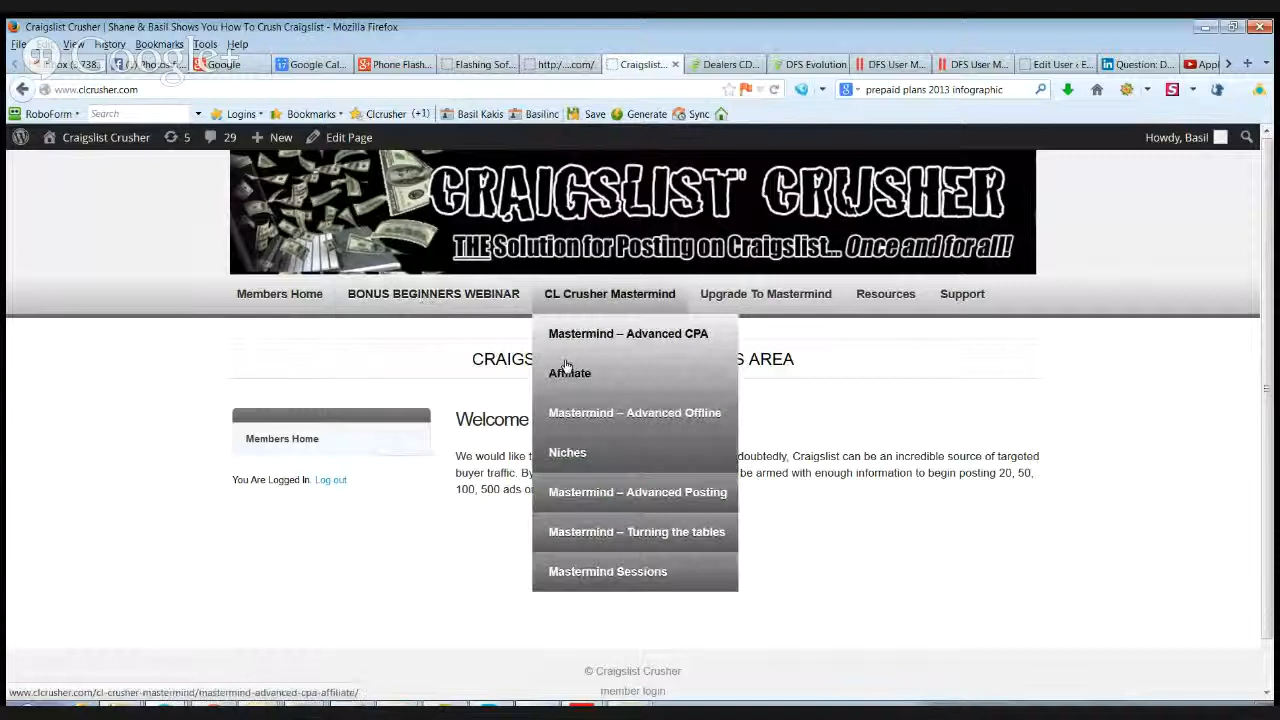 Craigslist Crusher | Shane & Basil Shows You How To Crush Craigslist - Mozilla Firefox
File View History Bookmarks Tools Help
Google+
Google Google Cal... Phone Flash... Flashing Sof... http:/....com/ Craigslist... Dealers CD... DFS Evolution DFS User M... DFS User M... Edit User ‹ E... Question: D...
www.clcrusher.com prepaid plans 2013 infographic
RoboForm Search Logins Bookmarks Clcrusher (+1) Basil Kakis Basilinc Save Generate Sync
Craigslist Crusher 5 29 New Edit Page Howdy, Basil
CRAIGSLIST CRUSHER
THE Solution for Posting on Craigslist... Once and for all!
Members Home BONUS BEGINNERS WEBINAR CL Crusher Mastermind Upgrade To Mastermind Resources Support
Mastermind – Advanced CPA
Affiliate
Mastermind – Advanced Offline
Niches
Mastermind – Advanced Posting
Mastermind – Turning the tables
Mastermind Sessions
CRAIGS S AREA
Welcome
Members Home
You Are Logged In. Log out
We would like t doubtedly, Craigslist can be an incredible source of targeted
buyer traffic. By be armed with enough information to begin posting 20, 50,
100, 500 ads o
© Craigslist Crusher
member login
www.clcrusher.com/cl-crusher-mastermind/mastermind-advanced-cpa-affiliate/